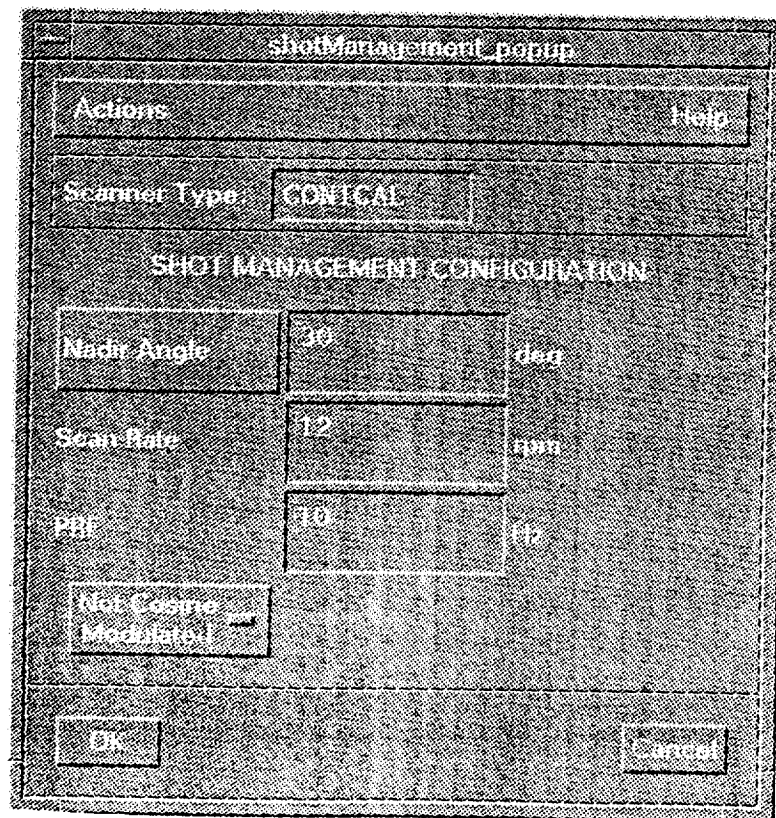 shotManagement_popup
Actions Help
Scanner Type: CONICAL
SHOT MANAGEMENT CONFIGURATION
Nadir Angle 30 deg
Scan Rate 12 rpm
PRF 10 Hz
Not Cosine
Modulated
OK Cancel